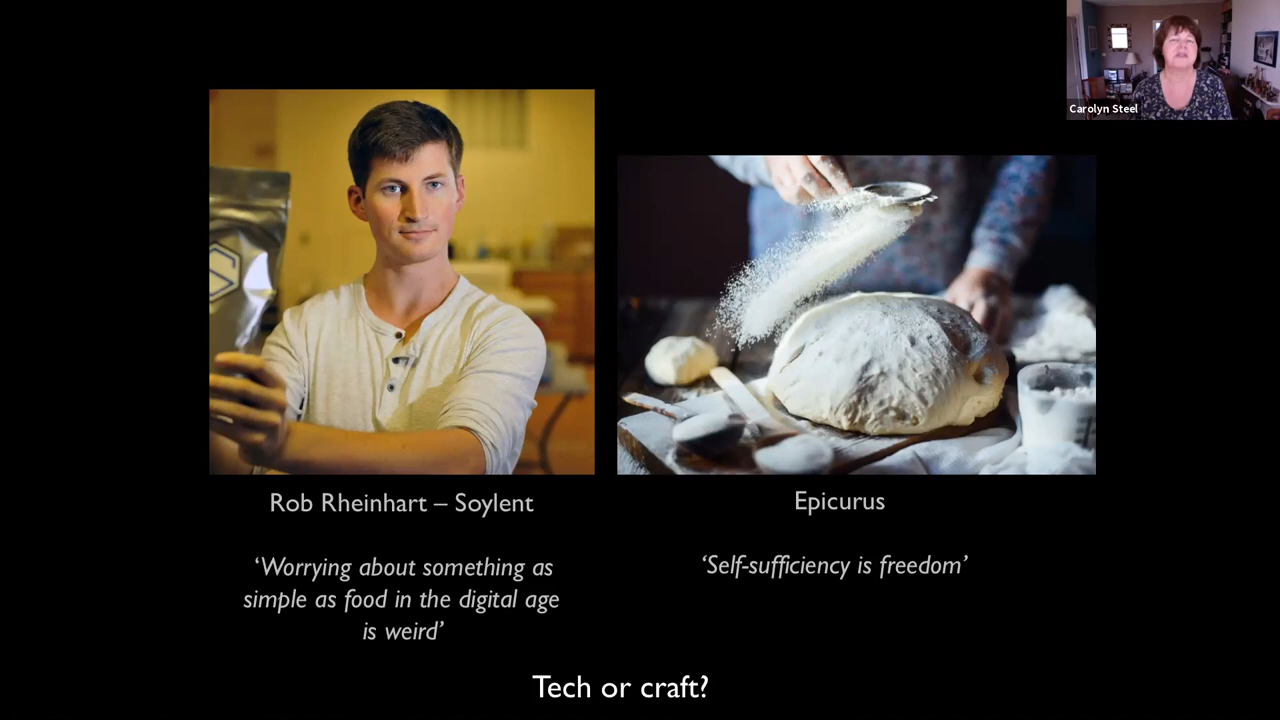 Carolyn Steel
S
Rob Rheinhart – Soylent
‘Worrying about something as
simple as food in the digital age
is weird’
Epicurus
‘Self-sufficiency is freedom’
Tech or craft?